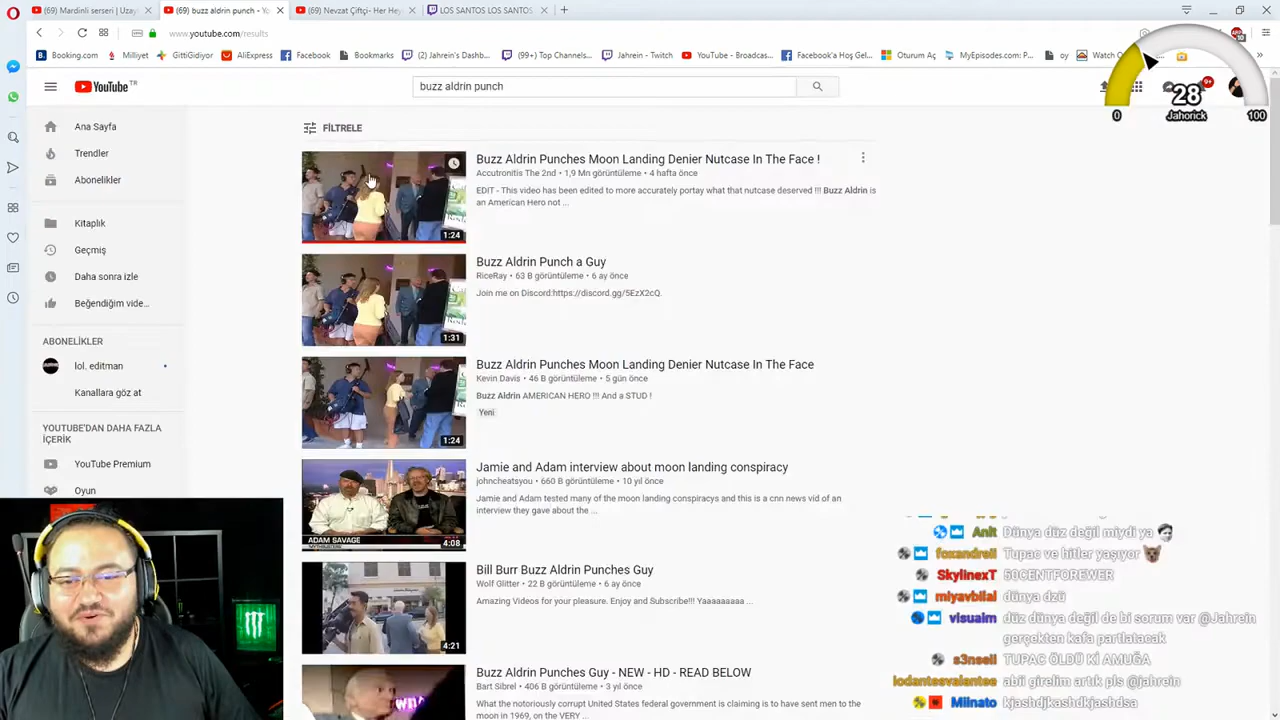 (69) Mardinli serseri | Uzay
(69) buzz aldrin punch - Yo
(69) Nevzat Çiftçi- Her Hey
LOS SANTOS LOS SANTOS
www.youtube.com/results
Booking.com
Milliyet
GittiGidiyor
AliExpress
Facebook
Bookmarks
(2) Jahrein's Dashb...
(99+) Top Channels...
Jahrein - Twitch
YouTube - Broadcas...
Facebook'a Hoş Gel...
Oturum Aç
MyEpisodes.com: P...
oy
Watch O
YouTube TR
buzz aldrin punch
9+
28
0 Jahorick 100
Ana Sayfa
Trendler
Abonelikler
Kitaplık
Geçmiş
Daha sonra izle
Beğendiğim vide...
ABONELİKLER
lol. editman
Kanallara göz at
YOUTUBE'DAN DAHA FAZLA
İÇERİK
YouTube Premium
Oyun
FİLTRELE
Buzz Aldrin Punches Moon Landing Denier Nutcase In The Face !
Accutronitis The 2nd • 1,9 Mn görüntüleme • 4 hafta önce
EDIT - This video has been edited to more accurately portay what that nutcase deserved !!! Buzz Aldrin is
an American Hero not ...
1:24
Buzz Aldrin Punch a Guy
RiceRay • 63 B görüntüleme • 6 ay önce
Join me on Discord:https://discord.gg/5EzX2cQ.
1:31
Buzz Aldrin Punches Moon Landing Denier Nutcase In The Face
Kevin Davis • 46 B görüntüleme • 5 gün önce
Buzz Aldrin AMERICAN HERO !!! And a STUD !
Yeni
1:24
Jamie and Adam interview about moon landing conspiracy
johncheatsyou • 660 B görüntüleme • 10 yıl önce
Jamie and Adam tested many of the moon landing conspiracys and this is a cnn news vid of an
interview they gave about the ...
ADAM SAVAGE
4:08
Bill Burr Buzz Aldrin Punches Guy
Wolf Glitter • 22 B görüntüleme • 6 ay önce
Amazing Videos for your pleasure. Enjoy and Subscribe!!! Yaaaaaaaaa ...
4:21
Buzz Aldrin Punches Guy - NEW - HD - READ BELOW
Bart Sibrel • 406 B görüntüleme • 3 yıl önce
What the notoriously corrupt United States federal government is claiming is to have sent men to the
moon in 1969, on the VERY ...
Anit Dünya düz değil miydi ya
foxandreil Tupac ve hitler yaşıyor
SkylinexT 50CENTFOREWER
miyavbilal dünya dzü
visualm düz dünya değil de bi sorum var @Jahrein
gerçekten kafa partlatacak
s3nseii TUPAC ÖLDÜ Kİ AMUĞA
lodanteevalantee abii girelim artık pls @jahrein
Milnato kjashdjkashdkjashdsa